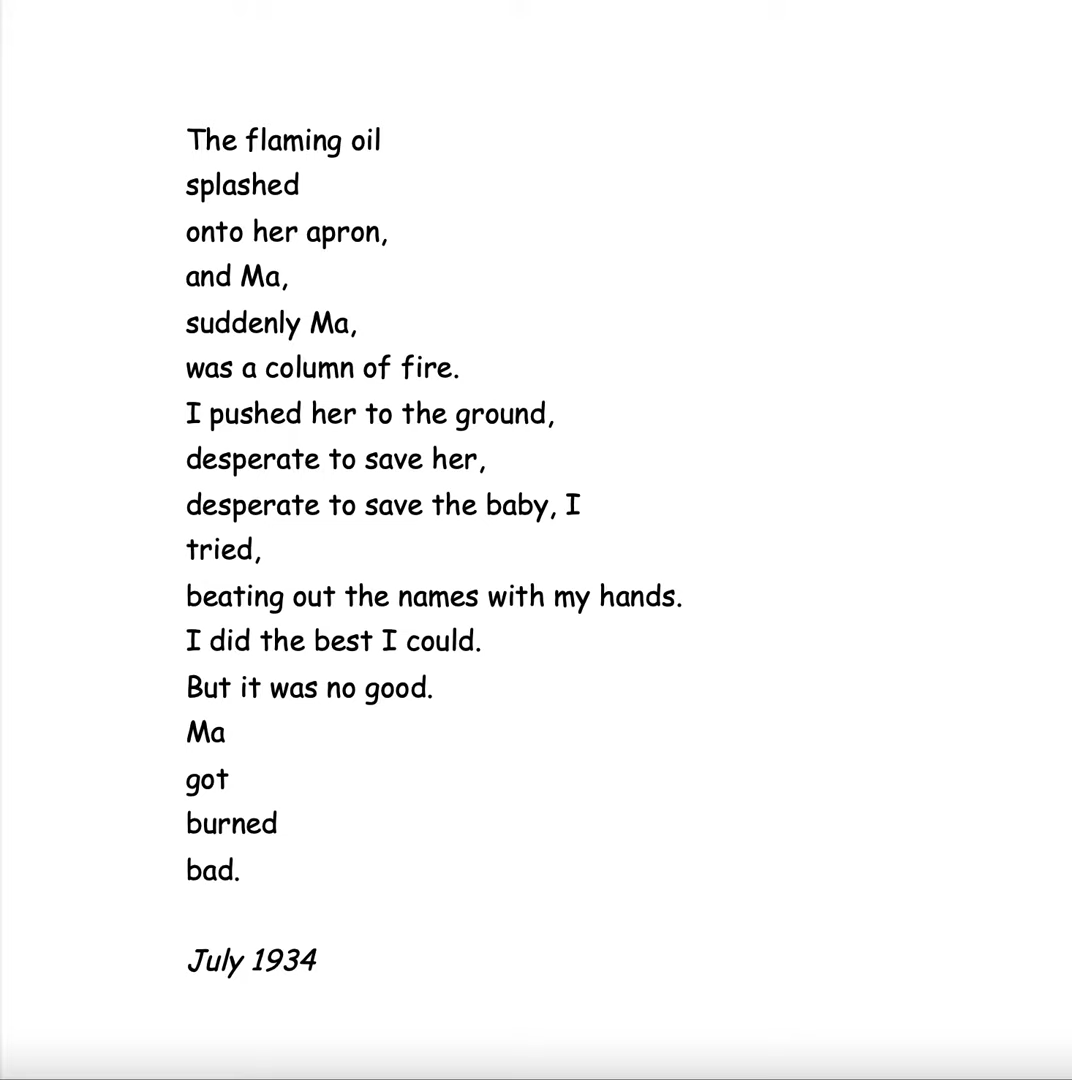 The flaming oil
splashed
onto her apron,
and Ma,
suddenly Ma,
was a column of fire.
I pushed her to the ground,
desperate to save her,
desperate to save the baby, I
tried,
beating out the names with my hands.
I did the best I could.
But it was no good.
Ma
got
burned
bad.
July 1934